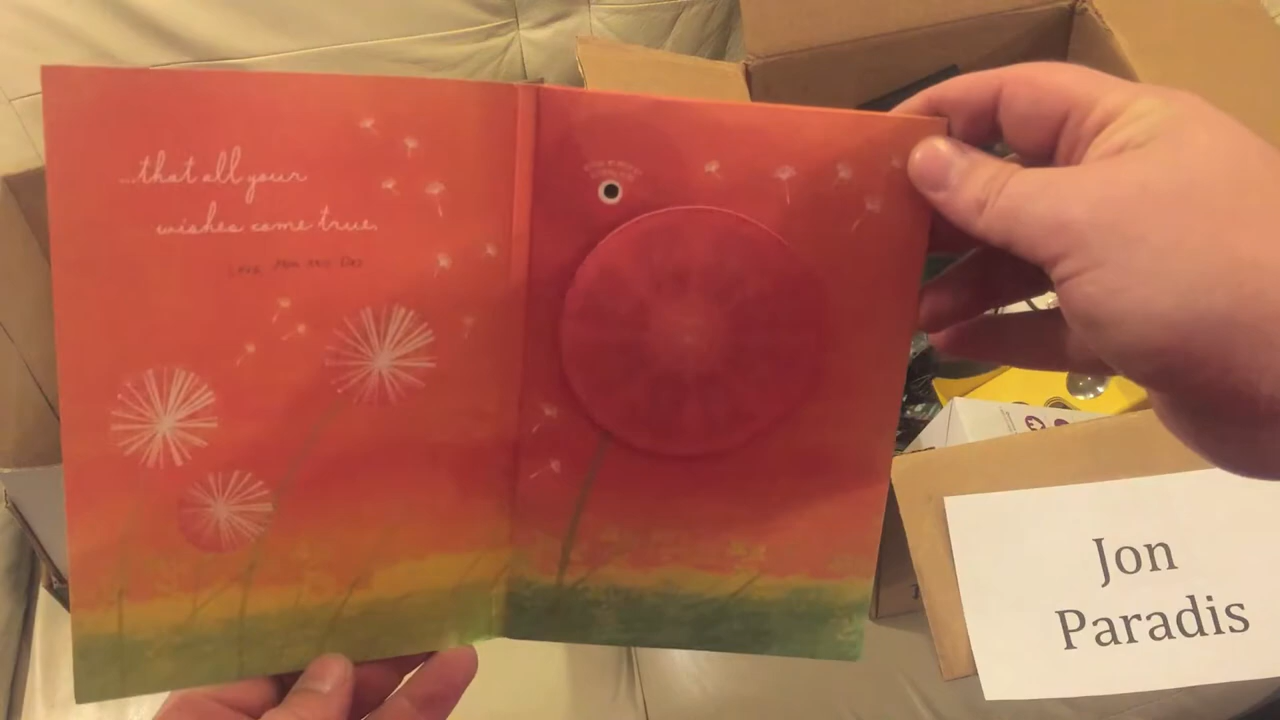 ...that all your
wishes come true.
Love Mom and Dad
Jon
Paradis